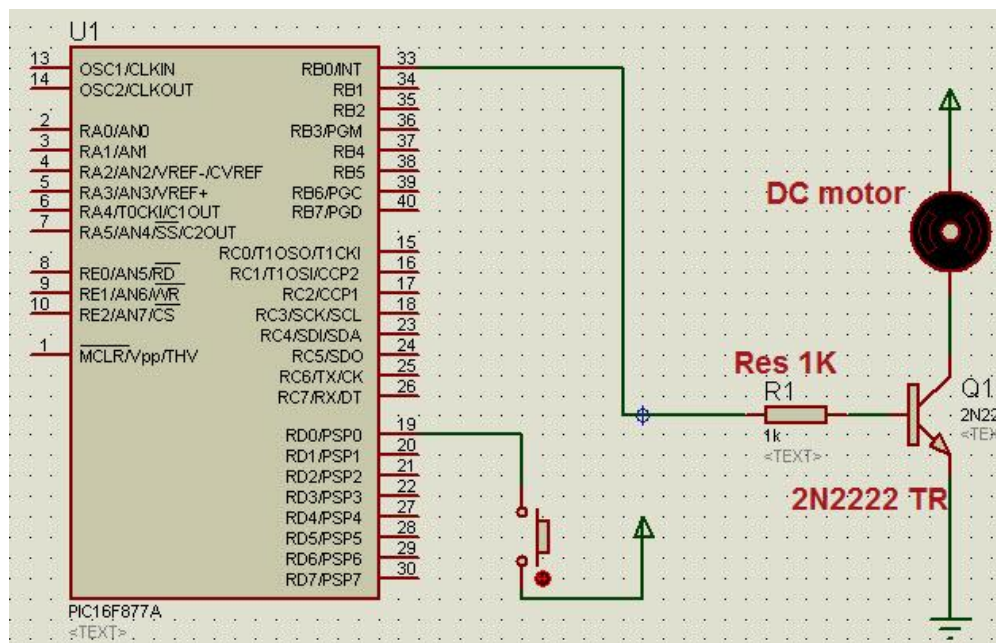 U1
13 OSC1/CLKIN
14 OSC2/CLKOUT
2 RA0/AN0
3 RA1/AN1
4 RA2/AN2/VREF-/CVREF
5 RA3/AN3/VREF+
6 RA4/T0CKI/C1OUT
7 RA5/AN4/SS/C2OUT
8 RE0/AN5/RD
9 RE1/AN6/WR
10 RE2/AN7/CS
1 MCLR/Vpp/THV
RB0/INT 33
RB1 34
RB2 35
RB3/PGM 36
RB4 37
RB5 38
RB6/PGC 39
RB7/PGD 40
RC0/T1OSO/T1CKI 15
RC1/T1OSI/CCP2 16
RC2/CCP1 17
RC3/SCK/SCL 18
RC4/SDI/SDA 23
RC5/SDO 24
RC6/TX/CK 25
RC7/RX/DT 26
RD0/PSP0 19
RD1/PSP1 20
RD2/PSP2 21
RD3/PSP3 22
RD4/PSP4 27
RD5/PSP5 28
RD6/PSP6 29
RD7/PSP7 30
PIC16F877A
<TEXT>
DC motor
Res 1K
R1
1k
<TEXT>
Q1
2N22
<TE
2N2222 TR